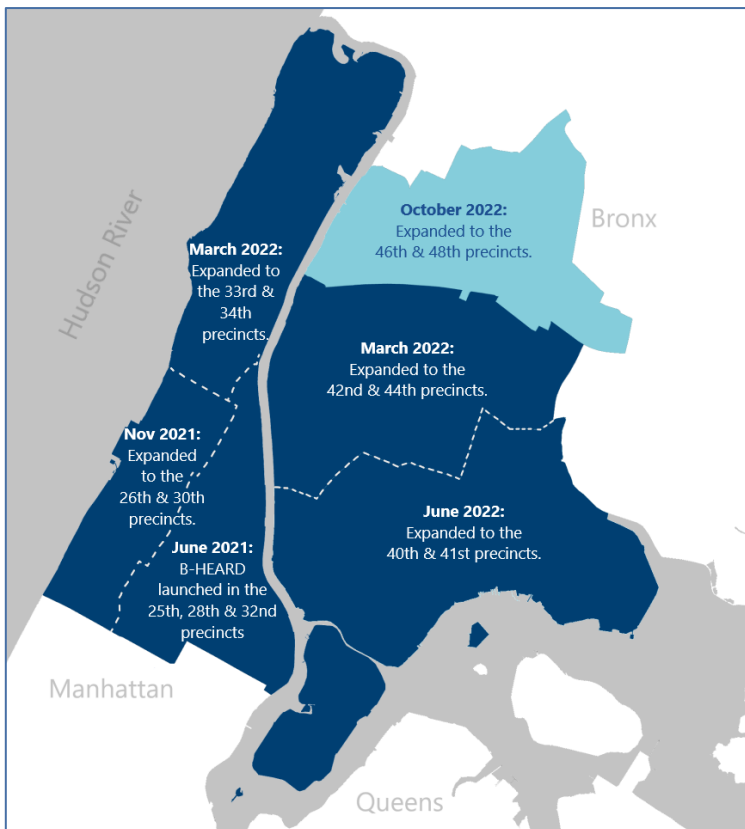 Hudson River
Bronx
October 2022:
Expanded to the
46th & 48th precincts.
March 2022:
Expanded to
the 33rd &
34th
precincts.
March 2022:
Expanded to the
42nd & 44th precincts.
Nov 2021:
Expanded
to the
26th & 30th
precincts.
June 2022:
Expanded to the
40th & 41st precincts.
June 2021:
B-HEARD
launched in the
25th, 28th & 32nd
precincts
Manhattan
Queens